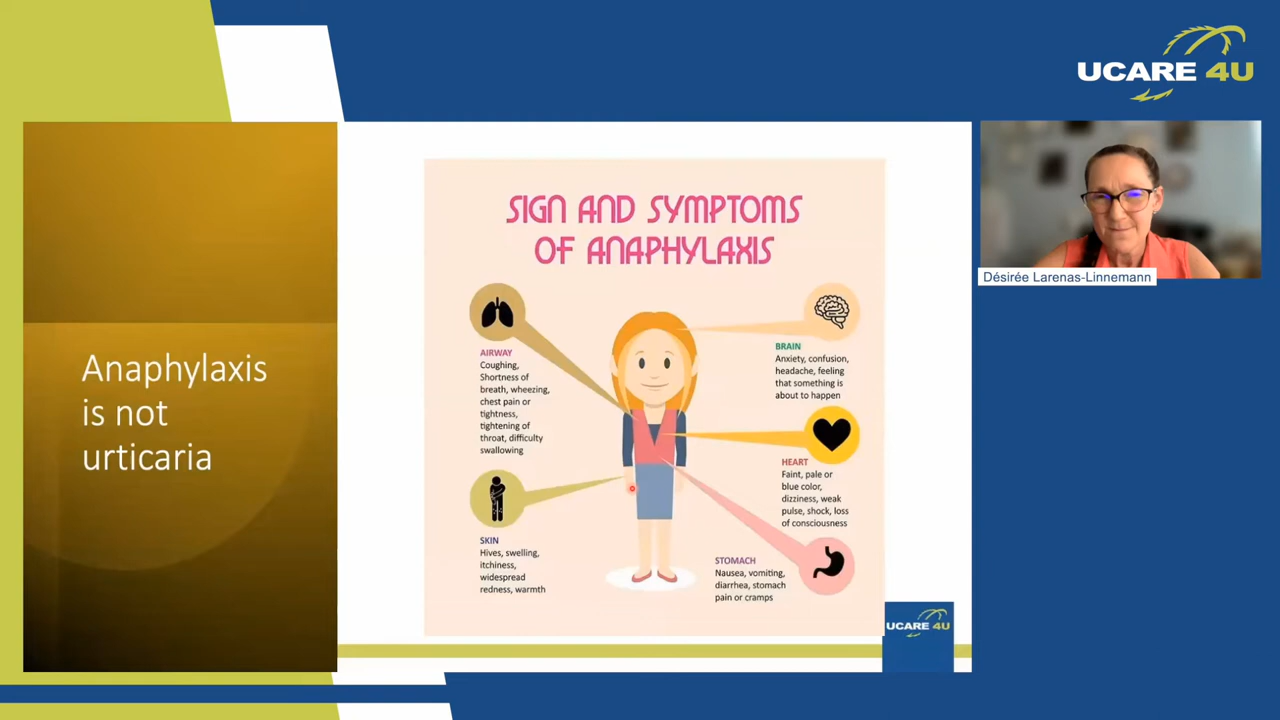 UCARE 4U
Désirée Larenas-Linnemann
Anaphylaxis
is not
urticaria
SIGN AND SYMPTOMS
OF ANAPHYLAXIS
AIRWAY
Coughing,
Shortness of
breath, wheezing,
chest pain or
tightness,
tightening of
throat, difficulty
swallowing
SKIN
Hives, swelling,
itchiness,
widespread
redness, warmth
BRAIN
Anxiety, confusion,
headache, feeling
that something is
about to happen
HEART
Faint, pale or
blue color,
dizziness, weak
pulse, shock, loss
of consciousness
STOMACH
Nausea, vomiting,
diarrhea, stomach
pain or cramps
UCARE 4U